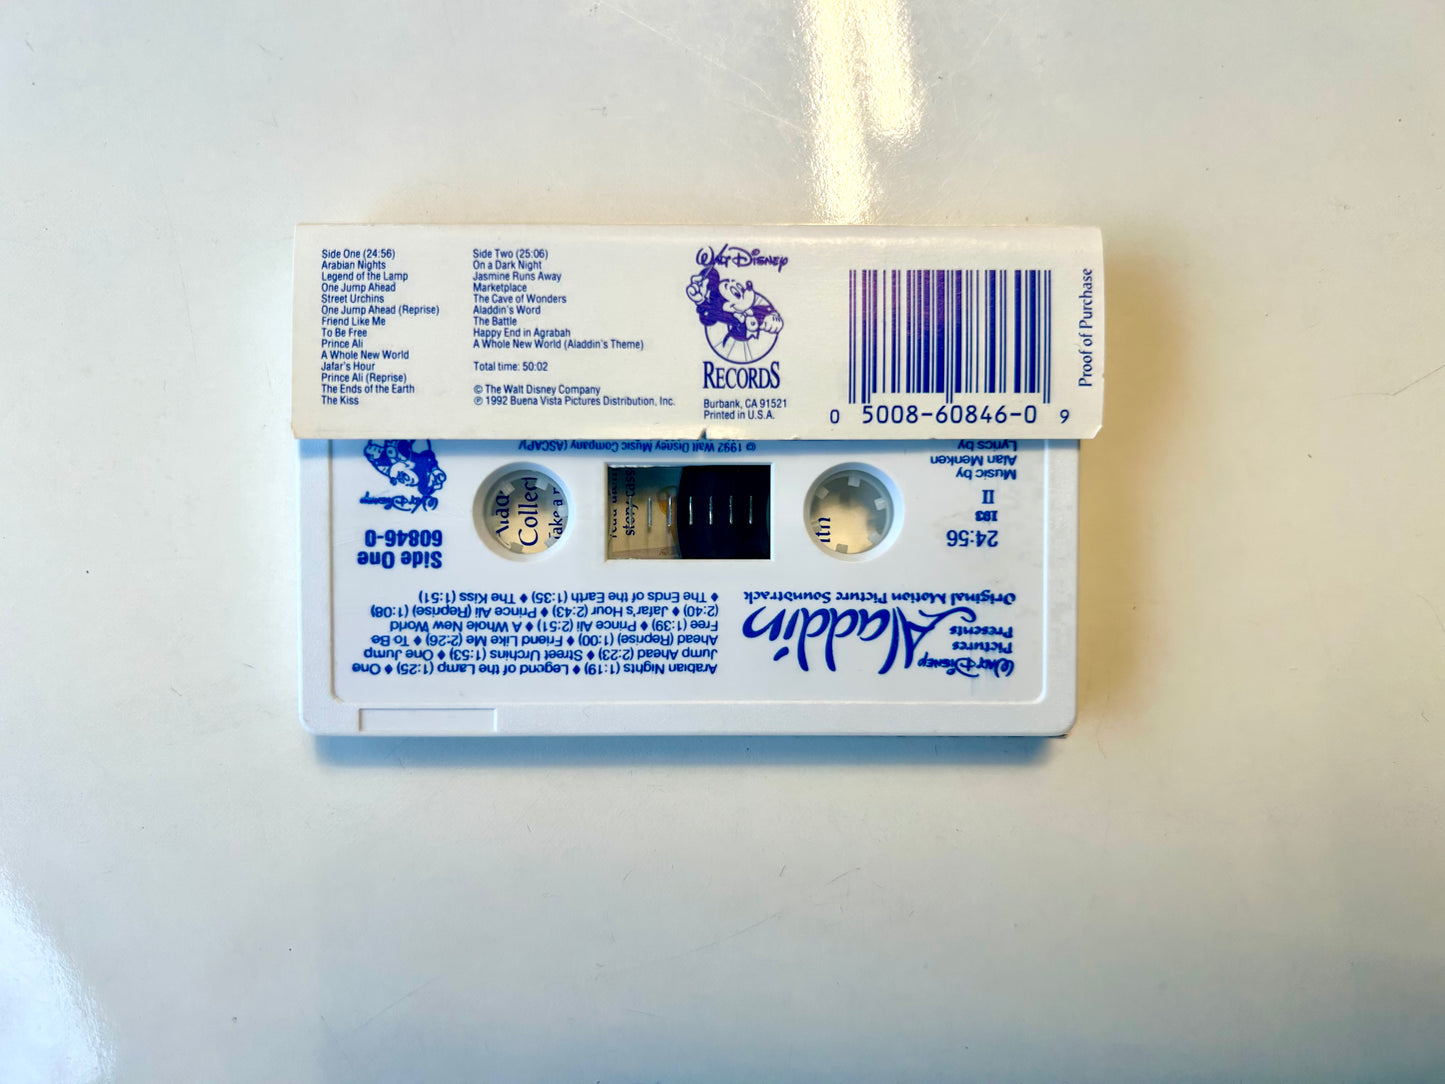 Side One (24:56)
Arabian Nights
Legend of the Lamp
One Jump Ahead
Street Urchins
One Jump Ahead (Reprise)
Friend Like Me
To Be Free
Prince Ali
A Whole New World
Jafar's Hour
Prince Ali (Reprise)
The Ends of the Earth
The Kiss
Side Two (25:06)
On a Dark Night
Jasmine Runs Away
Marketplace
The Cave of Wonders
Aladdin's Word
The Battle
Happy End in Agrabah
A Whole New World (Aladdin's Theme)
Total time: 50:02
© The Walt Disney Company
℗ 1992 Buena Vista Pictures Distribution, Inc.
WALT DISNEY
RECORDS
Burbank, CA 91521
Printed in U.S.A.
0 5008-60846-0 9
Proof of Purchase
WALT DISNEY
Pictures
Presents
Aladdin
Original Motion Picture Soundtrack
Arabian Nights (1:19) ♦ Legend of the Lamp (1:25) ♦ One
Jump Ahead (2:23) ♦ Street Urchins (1:53) ♦ One Jump
Ahead (Reprise) (1:00) ♦ Friend Like Me (2:26) ♦ To Be
Free (1:39) ♦ Prince Ali (2:51) ♦ A Whole New World
(2:40) ♦ Jafar's Hour (2:43) ♦ Prince Ali (Reprise) (1:08)
♦ The Ends of the Earth (1:35) ♦ The Kiss (1:51)
24:56
II
Music by
Alan Menken
Lyrics by
Side One
60846-0
WALT DISNEY
© 1992 Walt Disney Music Company (ASCAP)
Collect